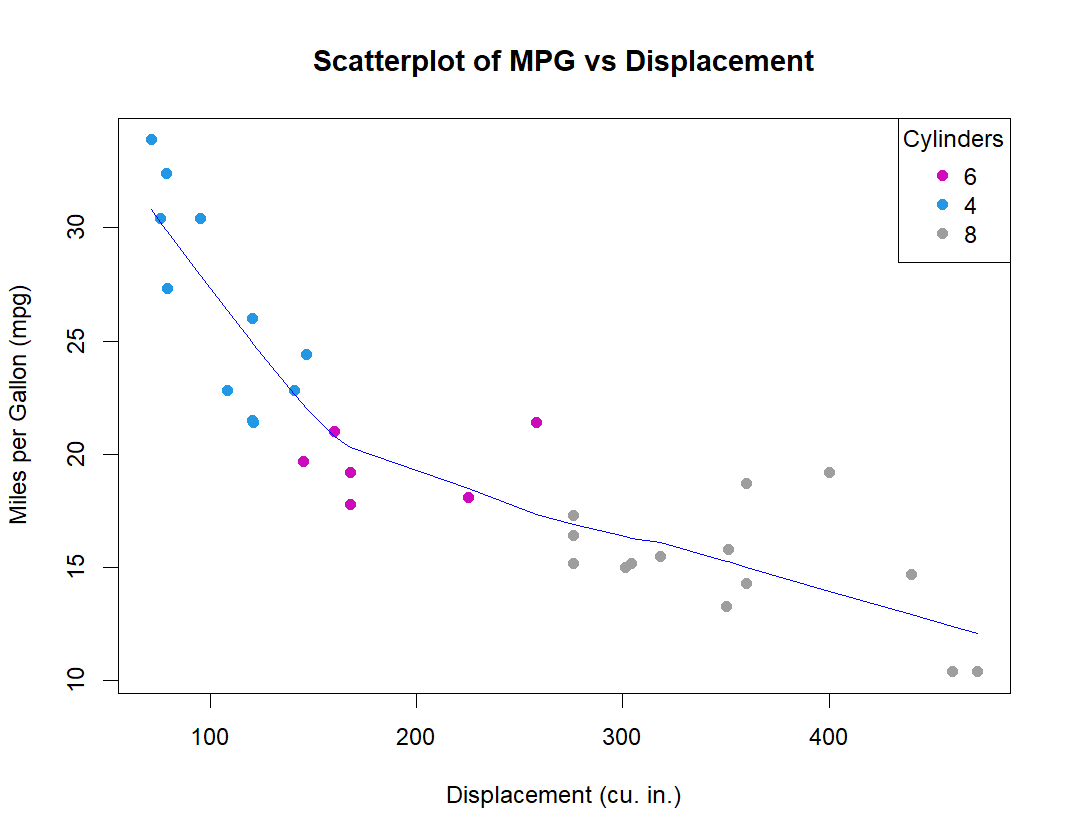 Scatterplot of MPG vs Displacement
Cylinders
6
4
8
Miles per Gallon (mpg)
30
25
20
15
10
100 200 300 400
Displacement (cu. in.)